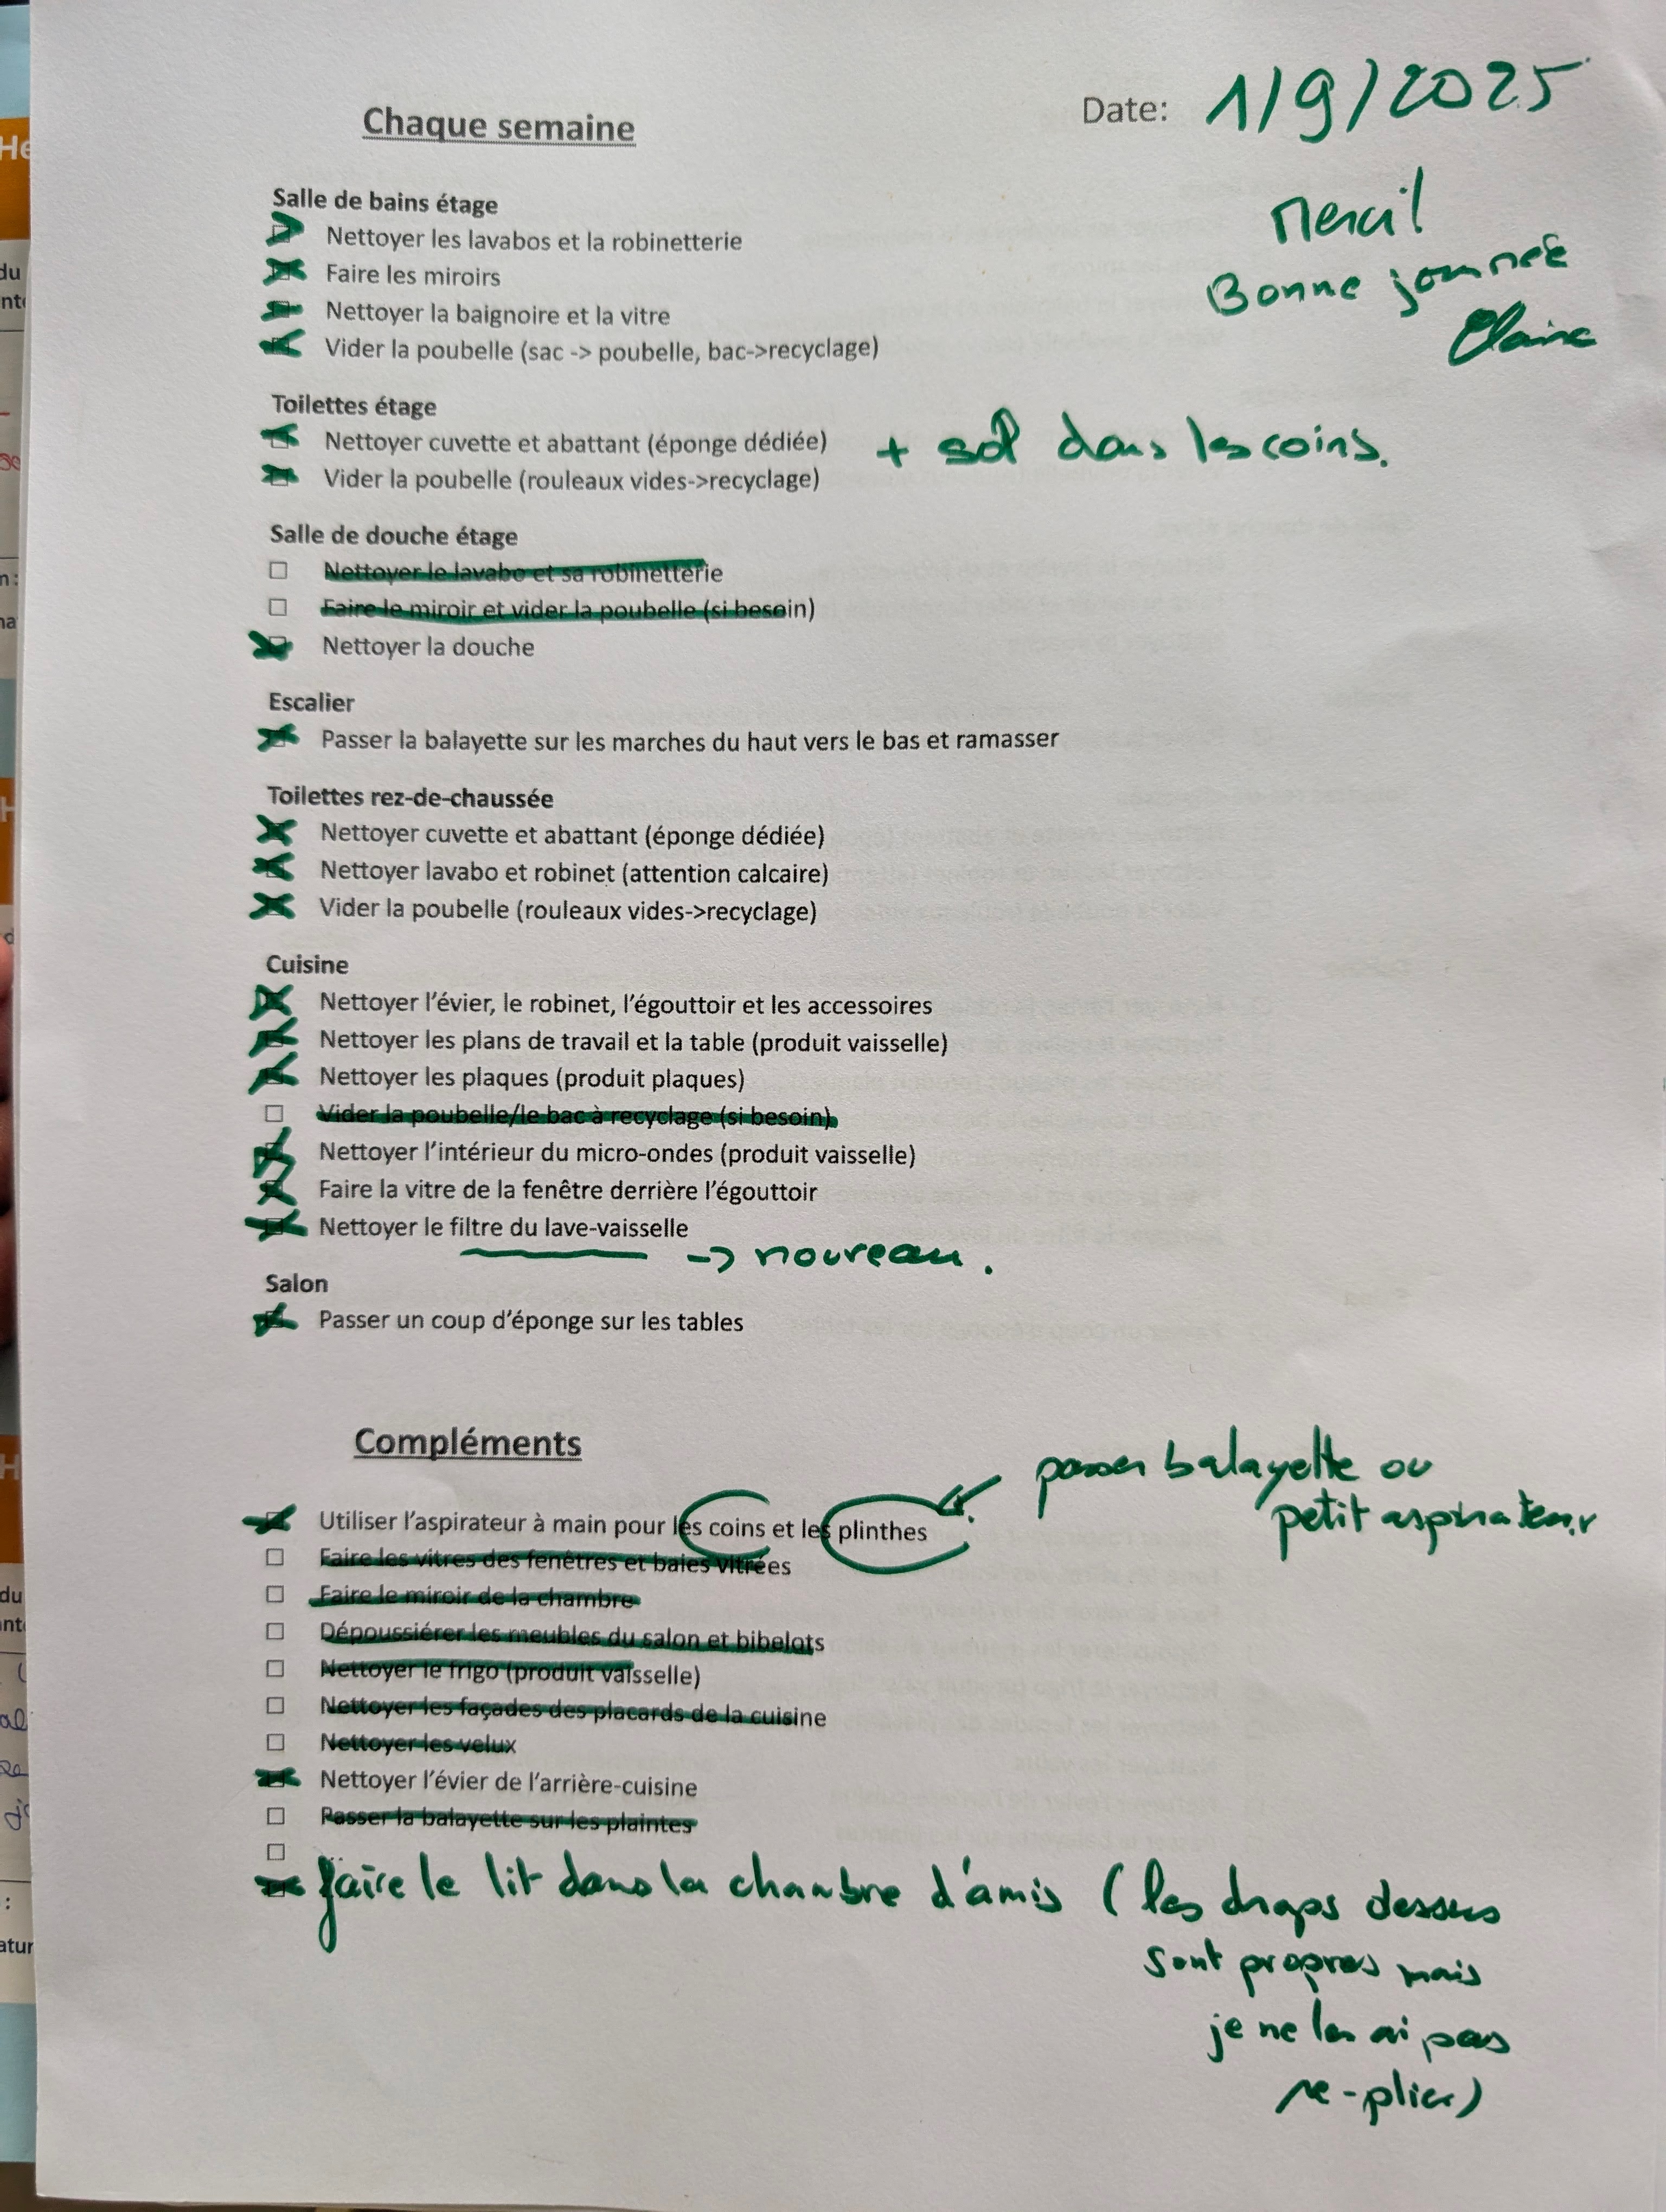 Chaque semaine
Date: 1/9/2025
Merci!
Bonne journée
Claire
Salle de bains étage
Nettoyer les lavabos et la robinetterie
Faire les miroirs
Nettoyer la baignoire et la vitre
Vider la poubelle (sac -> poubelle, bac->recyclage)
Toilettes étage
Nettoyer cuvette et abattant (éponge dédiée) + sol dans les coins.
Vider la poubelle (rouleaux vides->recyclage)
Salle de douche étage
Nettoyer le lavabo et sa robinetterie
Faire le miroir et vider la poubelle (si besoin)
Nettoyer la douche
Escalier
Passer la balayette sur les marches du haut vers le bas et ramasser
Toilettes rez-de-chaussée
Nettoyer cuvette et abattant (éponge dédiée)
Nettoyer lavabo et robinet (attention calcaire)
Vider la poubelle (rouleaux vides->recyclage)
Cuisine
Nettoyer l'évier, le robinet, l'égouttoir et les accessoires
Nettoyer les plans de travail et la table (produit vaisselle)
Nettoyer les plaques (produit plaques)
Vider la poubelle/le bac à recyclage (si besoin)
Nettoyer l'intérieur du micro-ondes (produit vaisselle)
Faire la vitre de la fenêtre derrière l'égouttoir
Nettoyer le filtre du lave-vaisselle
-> nouveau.
Salon
Passer un coup d'éponge sur les tables
Compléments
passer balayette ou
petit aspirateur
Utiliser l'aspirateur à main pour les coins et les plinthes
Faire les vitres des fenêtres et baies vitrées
Faire le miroir de la chambre
Dépoussiérer les meubles du salon et bibelots
Nettoyer le frigo (produit vaisselle)
Nettoyer les façades des placards de la cuisine
Nettoyer les velux
Nettoyer l'évier de l'arrière-cuisine
Passer la balayette sur les plaintes
faire le lit dans la chambre d'amis (les draps dessus
sont propres mais
je ne les ai pas
re-plier)